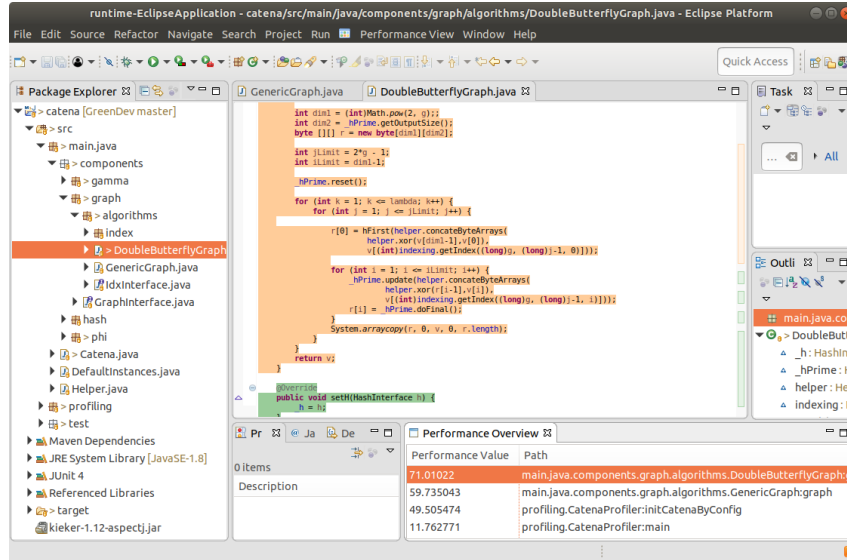 runtime-EclipseApplication - catena/src/main/java/components/graph/algorithms/DoubleButterflyGraph.java - Eclipse Platform
File Edit Source Refactor Navigate Search Project Run Performance View Window Help
Quick Access
Package Explorer
> catena [GreenDev master]
> src
> main.java
> components
> gamma
> graph
> algorithms
> index
> DoubleButterflyGraph
GenericGraph.java
IdxInterface.java
GraphInterface.java
> hash
> phi
> Catena.java
> DefaultInstances.java
> Helper.java
> profiling
> test
Maven Dependencies
JRE System Library [JavaSE-1.8]
JUnit 4
Referenced Libraries
> target
kieker-1.12-aspectj.jar
GenericGraph.java
DoubleButterflyGraph.java
int dim1 = (int)Math.pow(2, g);;
int dim2 = _hPrime.getOutputSize();
byte [][] r = new byte[dim1][dim2];
int jLimit = 2*g - 1;
int iLimit = dim1-1;
_hPrime.reset();
for (int k = 1; k <= lambda; k++) {
for (int j = 1; j <= jLimit; j++) {
r[0] = hFirst(helper.concateByteArrays(
helper.xor(v[dim1-1],v[0]),
v[(int)indexing.getIndex((long)g, (long)j-1, 0)]));
for (int i = 1; i <= iLimit; i++) {
_hPrime.update(helper.concateByteArrays(
helper.xor(r[i-1],v[i]),
v[(int)indexing.getIndex((long)g, (long)j-1, i)]));
r[i] = _hPrime.doFinal();
}
System.arraycopy(r, 0, v, 0, r.length);
}
}
return v;
}
@Override
public void setH(HashInterface h) {
_h = h;
Task
...
All
Outli
main.java.co
> DoubleButt
_h : HashIn
_hPrime : H
helper : He
indexing : 
Pr
Ja
De
0 items
Description
Performance Overview
Performance Value Path
71.01022 main.java.components.graph.algorithms.DoubleButterflyGraph:
59.735043 main.java.components.graph.algorithms.GenericGraph:graph
49.505474 profiling.CatenaProfiler:initCatenaByConfig
11.762771 profiling.CatenaProfiler:main